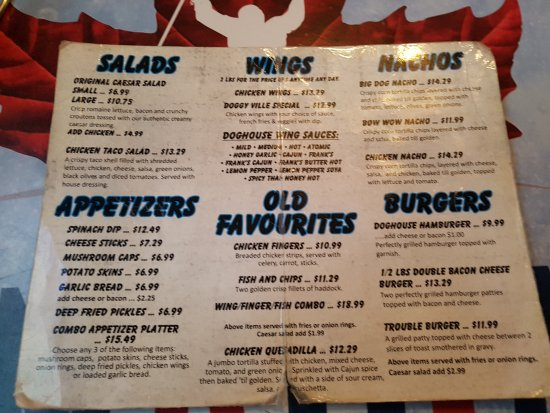 SALADS
ORIGINAL CAESAR SALAD
SMALL ... $6.99
LARGE ... $10.75
Crisp romaine lettuce, bacon and crunchy
croutons tossed with our authentic creamy
caesar dressing.
ADD CHICKEN ... $4.99
CHICKEN TACO SALAD ... $13.29
A crispy taco shell filled with shredded
lettuce, chicken, cheese, salsa, green onions,
black olives and diced tomatoes. Served with
house dressing.
APPETIZERS
SPINACH DIP ... $12.49
CHEESE STICKS ... $7.29
MUSHROOM CAPS ... $6.99
POTATO SKINS ... $6.99
GARLIC BREAD ... $6.99
add cheese or bacon ... $2.25
DEEP FRIED PICKLES ... $6.99
COMBO APPETIZER PLATTER
... $15.49
Choose any 3 of the following items:
mushroom caps, potato skins, cheese sticks,
onion rings, deep fried pickles, chicken wings
or loaded garlic bread.
WINGS
2 LBS FOR THE PRICE OF ONE ANY DAY.
CHICKEN WINGS ... $13.29
DOGGY VILLE SPECIAL ... $13.99
Chicken wings with your choice of sauce,
french fries & veggies with dip.
DOGHOUSE WING SAUCES:
• MILD • MEDIUM • HOT • ATOMIC
• HONEY GARLIC • CAJUN • FRANK'S
• FRANK'S CAJUN • FRANK'S BUTTER HOT
• LEMON PEPPER • LEMON PEPPER SOYA
• SPICY THAI HONEY HOT
OLD
FAVOURITES
CHICKEN FINGERS ... $10.99
Breaded chicken strips, served with
celery, carrot, sticks.
FISH AND CHIPS ... $11.29
Two golden crisp fillets of haddock.
WING/FINGER/FISH COMBO ... $18.99
Above items served with fries or onion rings.
Caesar salad add $1.99
CHICKEN QUESADILLA ... $12.29
A jumbo tortilla stuffed with chicken, mixed cheese,
tomato, and green onio Sprinkled with Cajun spice
then baked 'til golden. S with a side of sour cream,
salsa, ruschetta.
NACHOS
BIG DOG NACHO ... $14.29
Crispy corn tortilla chips layered with cheese
and ground till golden, topped with
tomato, lettuce, olives, green onions.
BOW WOW NACHO ... $11.99
Crispy corn tortilla chips layered with cheese and
salsa, baked till golden.
CHICKEN NACHO ... $14.29
Crispy corn tortilla chips, layered with cheese,
salsa, and chicken, baked till golden, topped
with lettuce and tomato.
BURGERS
DOGHOUSE HAMBURGER ... $9.99
...add cheese or bacon $1.00
Perfectly grilled hamburger topped with
garnish.
1/2 LBS DOUBLE BACON CHEESE
BURGER ... $13.29
Two perfectly grilled hamburger patties
topped with bacon and cheese.
TROUBLE BURGER ... $11.99
A grilled patty topped with cheese between 2
slices of toast smothered in gravy.
Above items served with fries or onion rings.
Caesar salad add $2.99